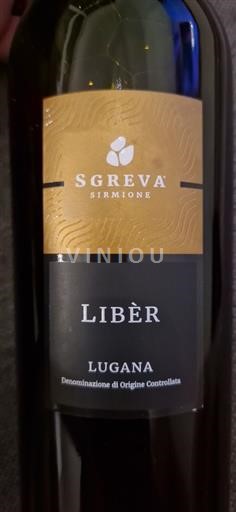 SGREVA
SIRMIONE
VINIOU
LIBÈR
LUGANA
Denominazione di Origine Controllata